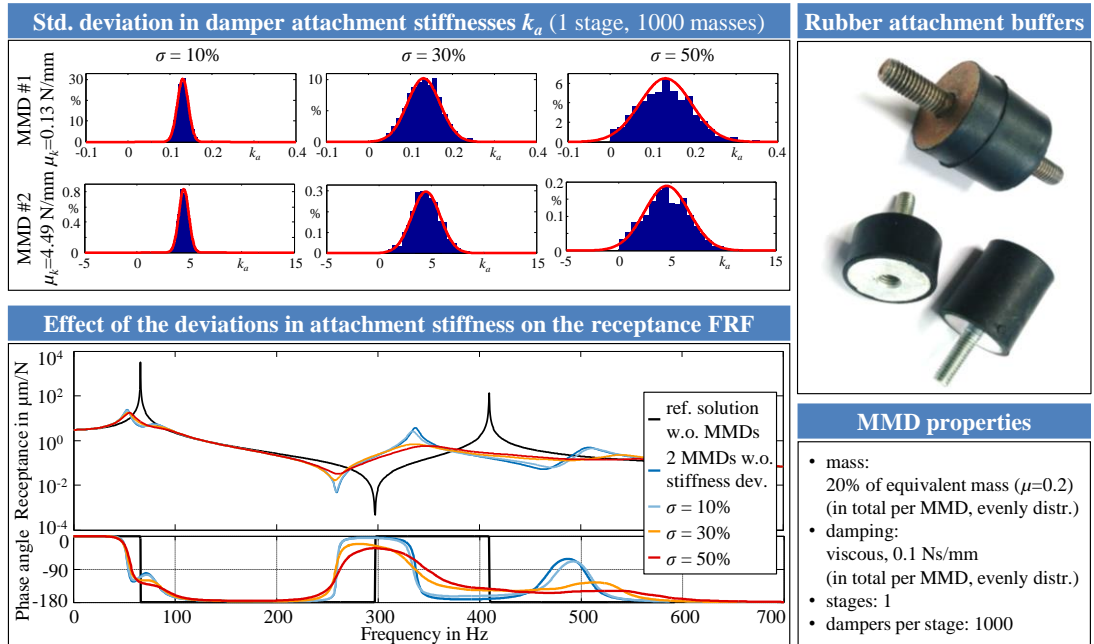 Std. deviation in damper attachment stiffnesses k_a (1 stage, 1000 masses)
σ = 10%
σ = 30%
σ = 50%
MMD #1
μ_k=0.13 N/mm
30
%
10
0
-0.1
0
0.1
0.2
k_a
0.4
10
%
5
0
-0.1
0
0.1
0.2
k_a
0.4
6
%
4
2
0
-0.1
0
0.1
0.2
k_a
0.4
MMD #2
μ_k=4.49 N/mm
0.8
%
0.4
0
-5
0
5
k_a
15
0.3
%
0.1
0
-5
0
5
k_a
15
0.2
%
0.1
0
-5
0
5
k_a
15
Rubber attachment buffers
Effect of the deviations in attachment stiffness on the receptance FRF
Receptance in μm/N
10^4
10^2
10^0
10^-2
10^-4
ref. solution
w.o. MMDs
2 MMDs w.o.
stiffness dev.
σ = 10%
σ = 30%
σ = 50%
Phase angle
0
-90
-180
0
100
200
300
400
500
600
700
Frequency in Hz
MMD properties
• mass:
20% of equivalent mass (μ=0.2)
(in total per MMD, evenly distr.)
• damping:
viscous, 0.1 Ns/mm
(in total per MMD, evenly distr.)
• stages: 1
• dampers per stage: 1000